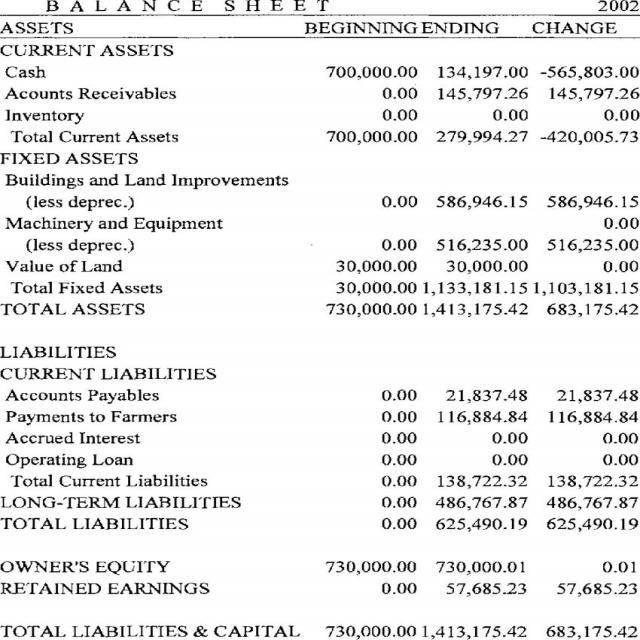 BALANCE SHEET 2002
ASSETS BEGINNING ENDING CHANGE
CURRENT ASSETS
Cash 700,000.00 134,197.00 -565,803.00
Acounts Receivables 0.00 145,797.26 145,797.26
Inventory 0.00 0.00 0.00
Total Current Assets 700,000.00 279,994.27 -420,005.73
FIXED ASSETS
Buildings and Land Improvements
(less deprec.) 0.00 586,946.15 586,946.15
Machinery and Equipment 0.00
(less deprec.) 0.00 516,235.00 516,235.00
Value of Land 30,000.00 30,000.00 0.00
Total Fixed Assets 30,000.00 1,133,181.15 1,103,181.15
TOTAL ASSETS 730,000.00 1,413,175.42 683,175.42
LIABILITIES
CURRENT LIABILITIES
Accounts Payables 0.00 21,837.48 21,837.48
Payments to Farmers 0.00 116,884.84 116,884.84
Accrued Interest 0.00 0.00 0.00
Operating Loan 0.00 0.00 0.00
Total Current Liabilities 0.00 138,722.32 138,722.32
LONG-TERM LIABILITIES 0.00 486,767.87 486,767.87
TOTAL LIABILITIES 0.00 625,490.19 625,490.19
OWNER'S EQUITY 730,000.00 730,000.01 0.01
RETAINED EARNINGS 0.00 57,685.23 57,685.23
TOTAL LIABILITIES & CAPITAL 730,000.00 1,413,175.42 683,175.42